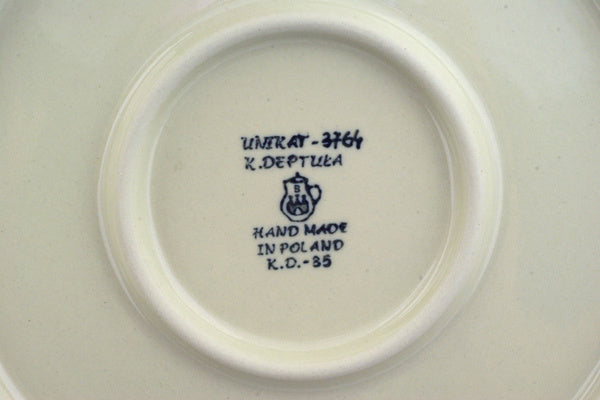 UNIKAT-3764
K.DEPTUŁA
B
HAND MADE
IN POLAND
K.D.-35